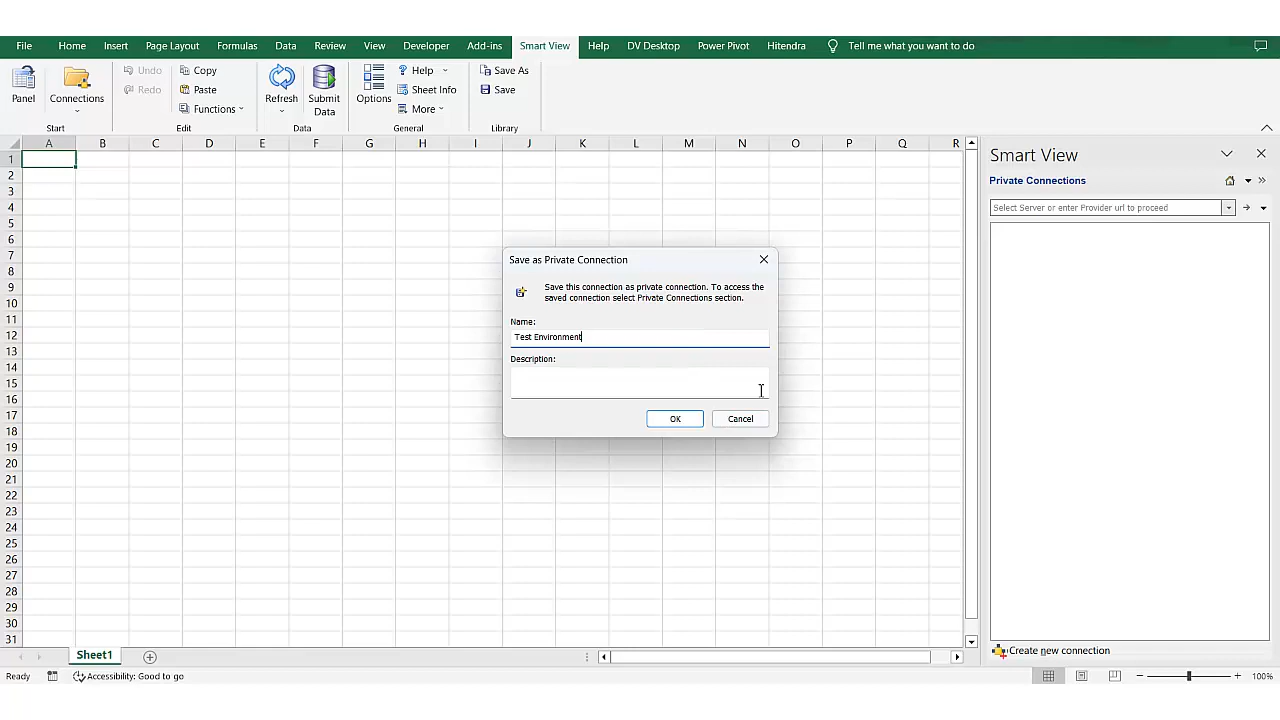 File Home Insert Page Layout Formulas Data Review View Developer Add-ins Smart View Help DV Desktop Power Pivot Hitendra Tell me what you want to do
Panel
Connections
Start
Undo
Redo
Copy
Paste
Functions
Edit
Refresh
Submit
Data
Data
Options
Help
Sheet Info
More
General
Save As
Save
Library
A B C D E F G H I J K L M N O P Q R
1
2
3
4
5
6
7
8
9
10
11
12
13
14
15
16
17
18
19
20
21
22
23
24
25
26
27
28
29
30
31
Save as Private Connection
Save this connection as private connection. To access the
saved connection select Private Connections section.
Name:
Test Environment
Description:
OK Cancel
Smart View
Private Connections
Select Server or enter Provider url to proceed
Create new connection
Sheet1
Ready Accessibility: Good to go 100%